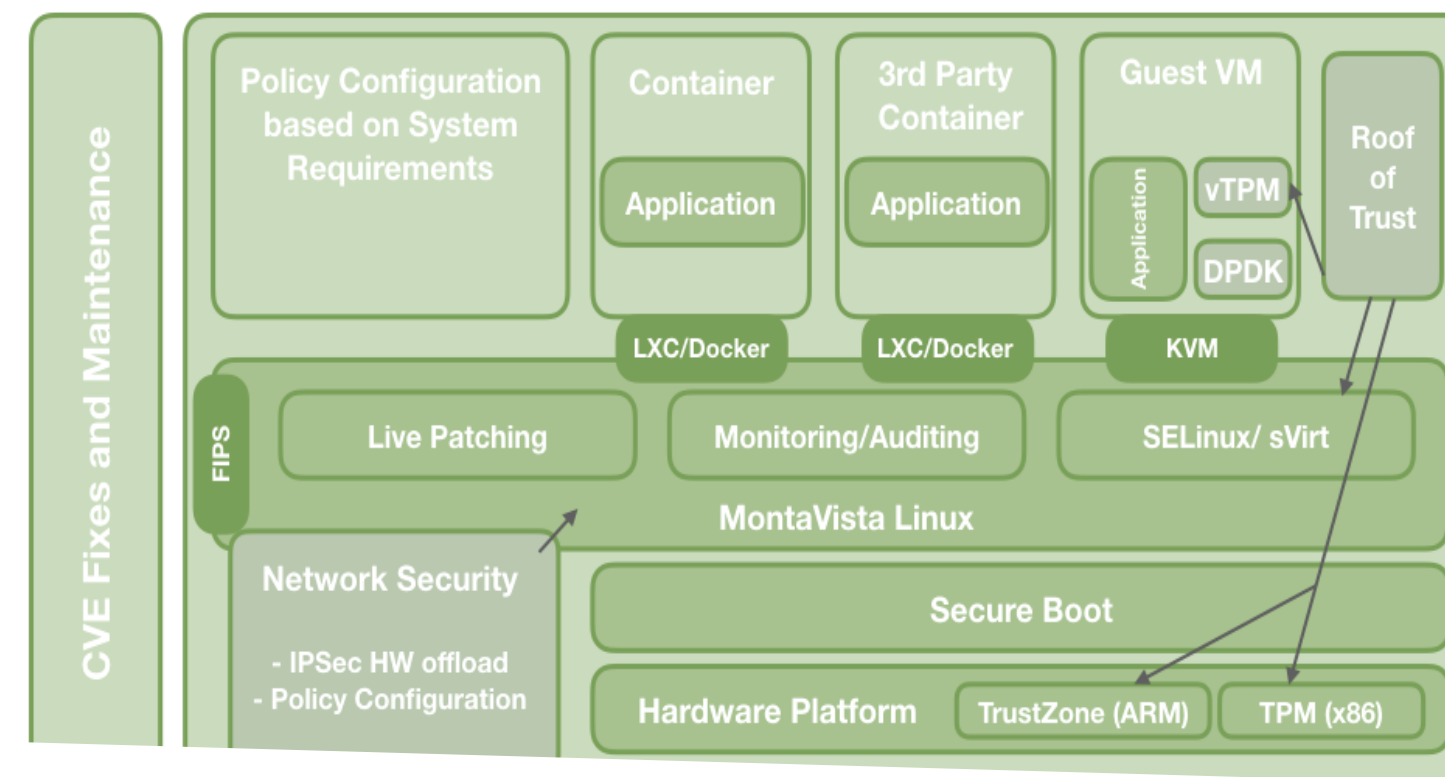 CVE Fixes and Maintenance
Policy Configuration
based on System
Requirements
Container
Application
LXC/Docker
3rd Party
Container
Application
LXC/Docker
Guest VM
Application
vTPM
DPDK
KVM
Roof
of
Trust
FIPS
Live Patching
Monitoring/Auditing
SELinux/ sVirt
MontaVista Linux
Network Security
- IPSec HW offload
- Policy Configuration
Secure Boot
Hardware Platform
TrustZone (ARM)
TPM (x86)